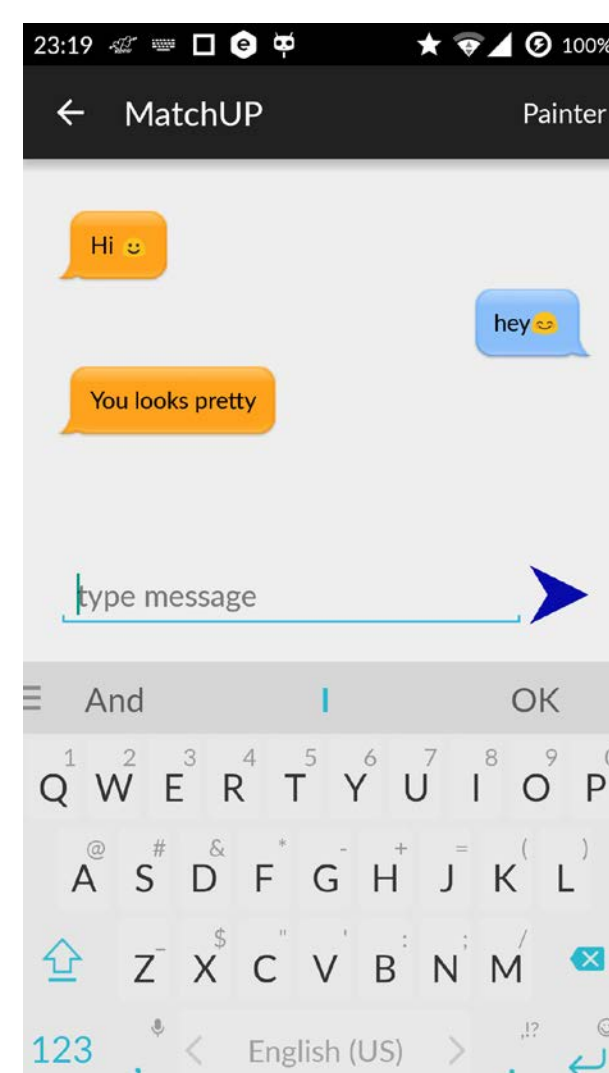 23:19 100%
MatchUP Painter
Hi 🙂
hey😊
You looks pretty
type message
And I OK
1 2 3 4 5 6 7 8 9
Q W E R T Y U I O P
@ # & * - + = ( )
A S D F G H J K L
_ $ " ' : ; /
Z X C V B N M
123 , < English (US) > . ,!?